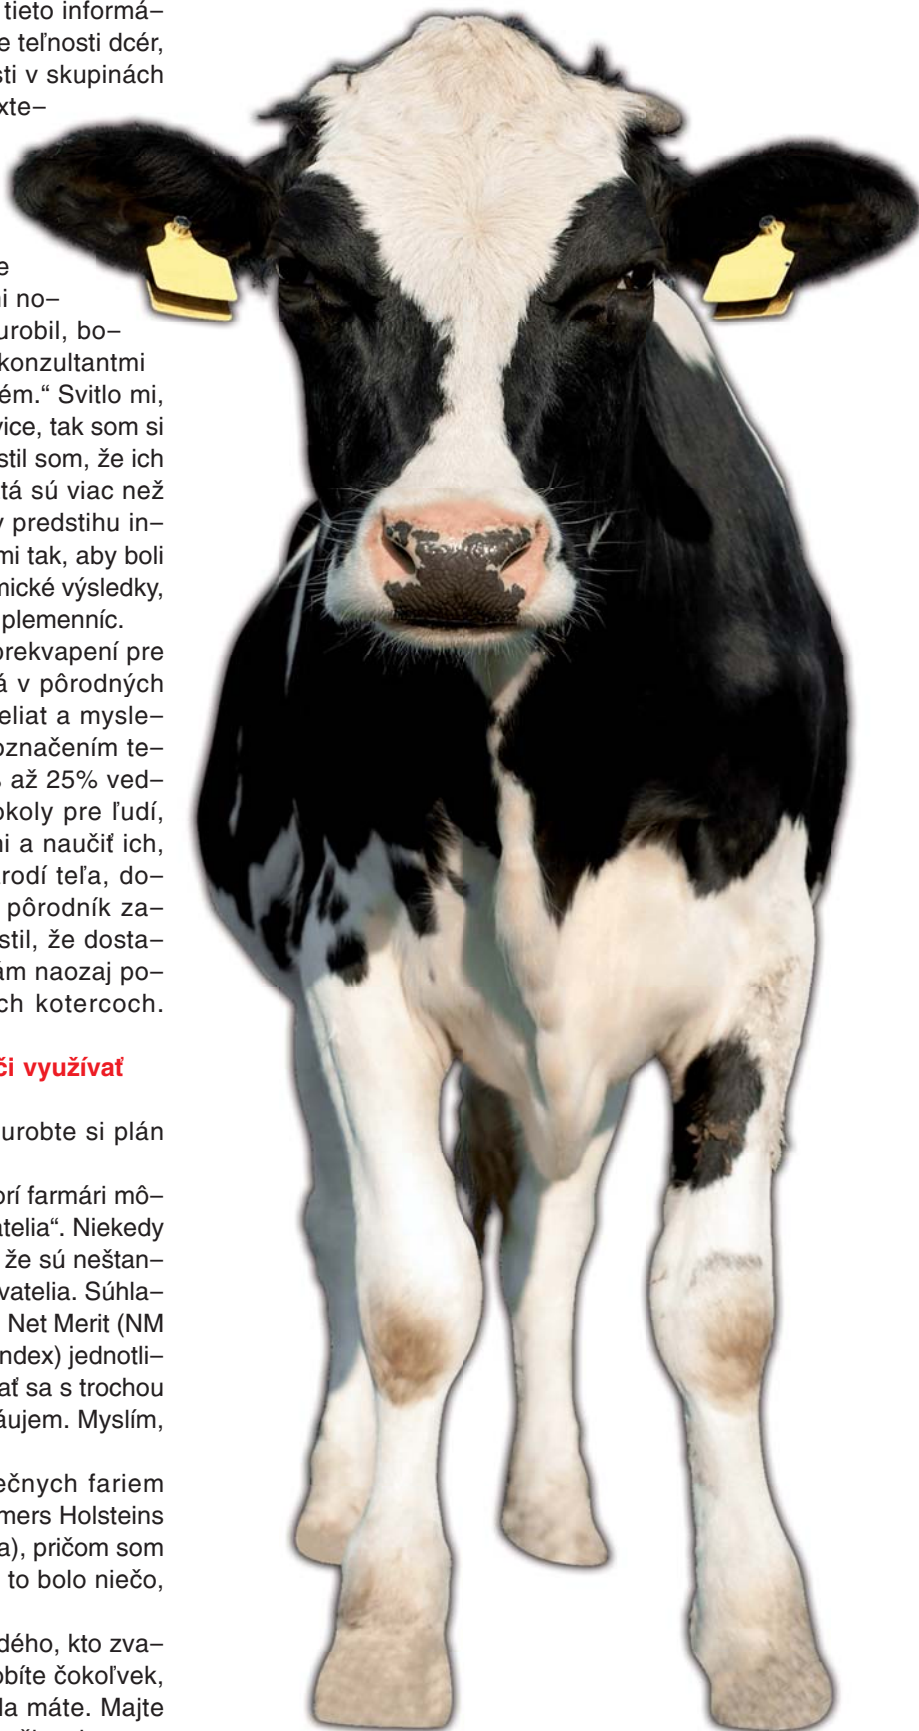 tieto informá–
e teľnosti dcér,
sti v skupinách
xte–
e
ni no–
urobil, bo–
konzultantmi
ém.“ Svitlo mi,
vice, tak som si
stil som, že ich
tá sú viac než
v predstihu in–
mi tak, aby boli
mické výsledky,
plemenníc.
prekvapení pre
á v pôrodných
eliat a mysle–
označením te–
až 25% ved–
okoly pre ľudí,
ni a naučiť ich,
rodí teľa, do–
pôrodník za–
stil, že dosta–
ám naozaj po–
ch kotercoch.
či využívať
urobte si plán
orí farmári mô–
atelia“. Niekedy
že sú neštan–
vatelia. Súhla–
Net Merit (NM
ndex) jednotli–
ať sa s trochou
áujem. Myslím,
ečnych fariem
mers Holsteins
a), pričom som
to bolo niečo,
dého, kto zva–
obíte čokoľvek,
la máte. Majte